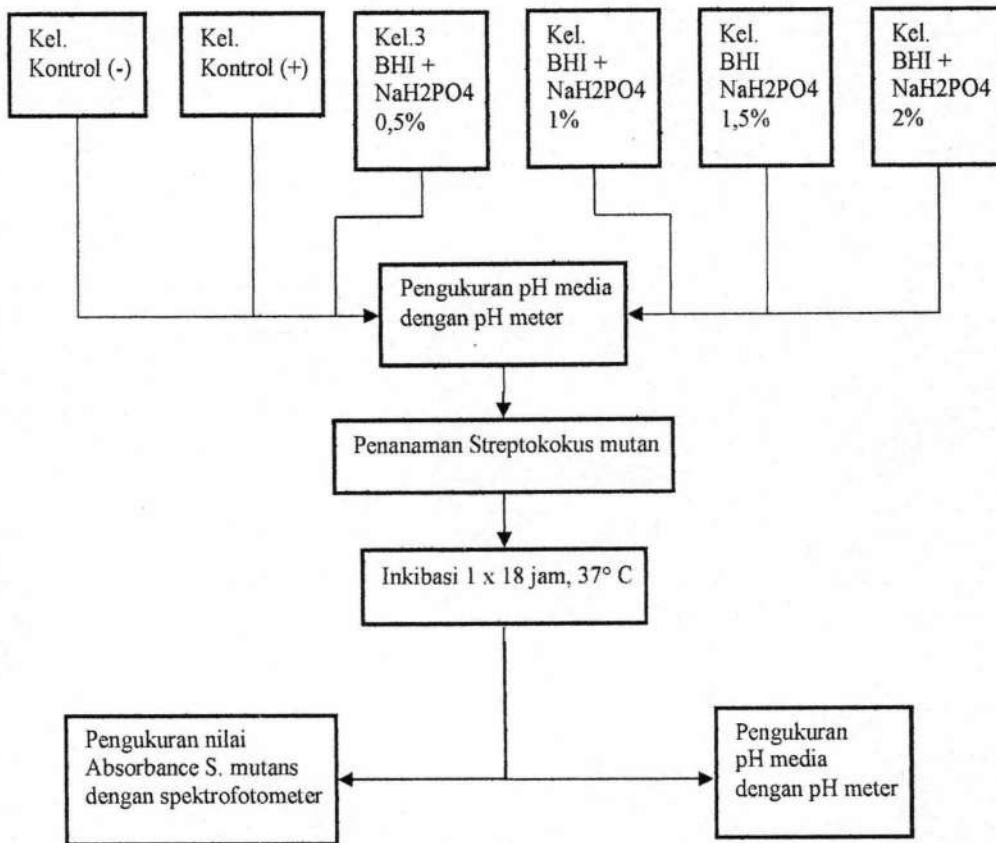 Kel.
Kontrol (-)
Kel.
Kontrol (+)
Kel.3
BHI +
NaH2PO4
0,5%
Kel.
BHI +
NaH2PO4
1%
Kel.
BHI
NaH2PO4
1,5%
Kel.
BHI +
NaH2PO4
2%
Pengukuran pH media
dengan pH meter
Penanaman Streptokokus mutan
Inkibasi 1 x 18 jam, 37° C
Pengukuran nilai
Absorbance S. mutans
dengan spektrofotometer
Pengukuran
pH media
dengan pH meter